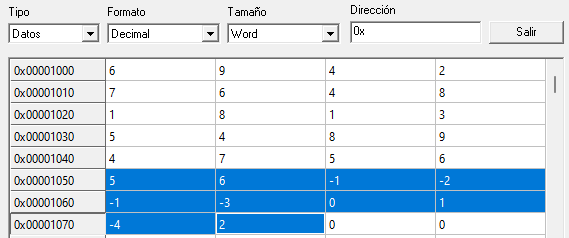 Tipo Formato Tamaño Dirección
Datos Decimal Word 0x Salir
0x00001000 6 9 4 2
0x00001010 7 6 4 8
0x00001020 1 8 1 3
0x00001030 5 4 8 9
0x00001040 4 7 5 6
0x00001050 5 6 -1 -2
0x00001060 -1 -3 0 1
0x00001070 -4 2 0 0